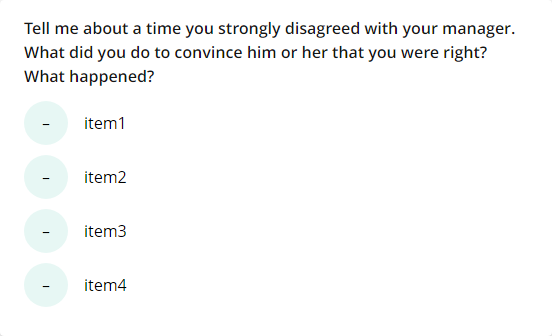 Tell me about a time you strongly disagreed with your manager.
What did you do to convince him or her that you were right?
What happened?
– item1
– item2
– item3
– item4